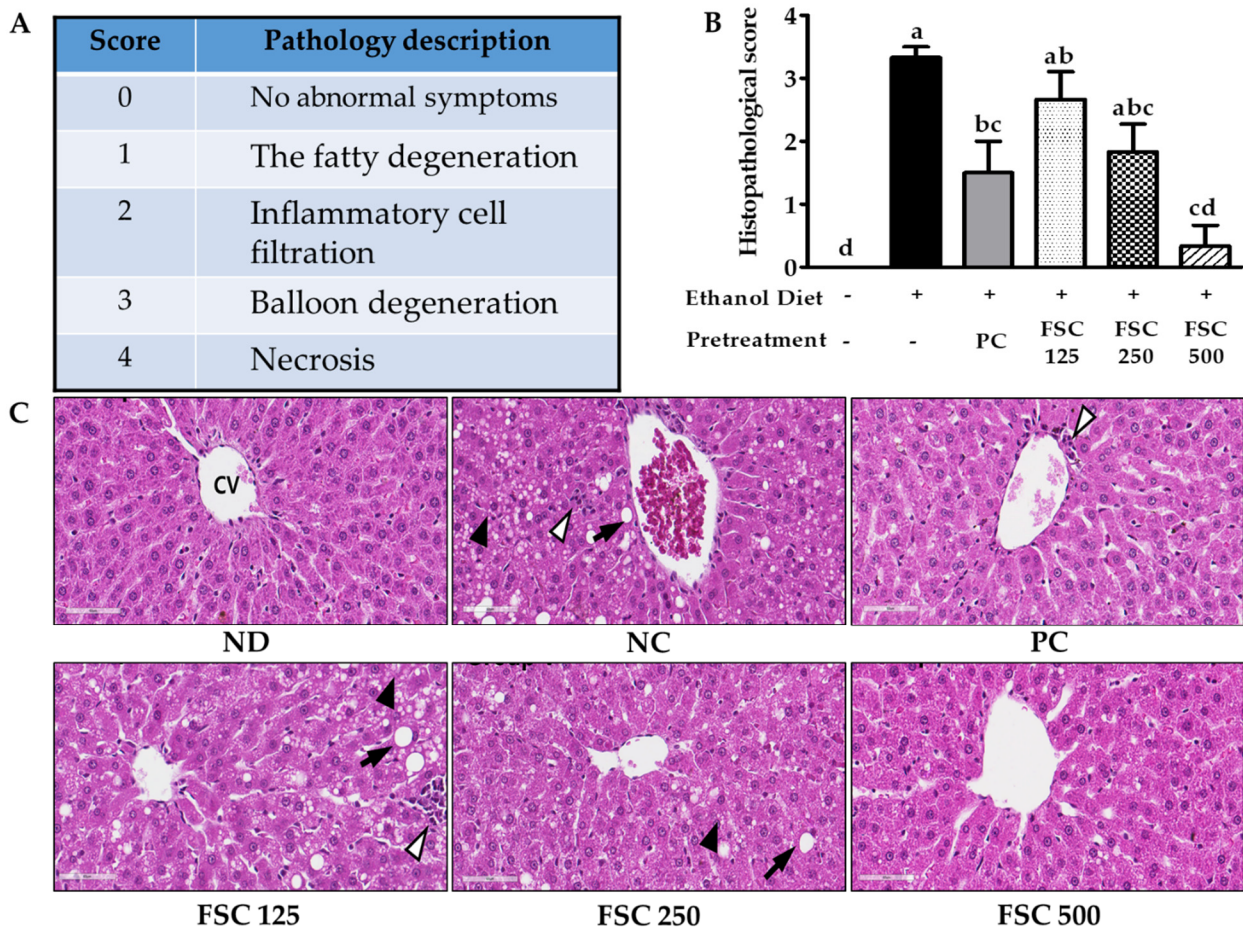 A
Score Pathology description
0 No abnormal symptoms
1 The fatty degeneration
2 Inflammatory cell
filtration
3 Balloon degeneration
4 Necrosis
B
Histopathological score
4
3
2
1
0
d a bc ab abc cd
Ethanol Diet - + + + + +
Pretreatment - - PC FSC FSC FSC
125 250 500
C
CV
ND NC PC
FSC 125 FSC 250 FSC 500